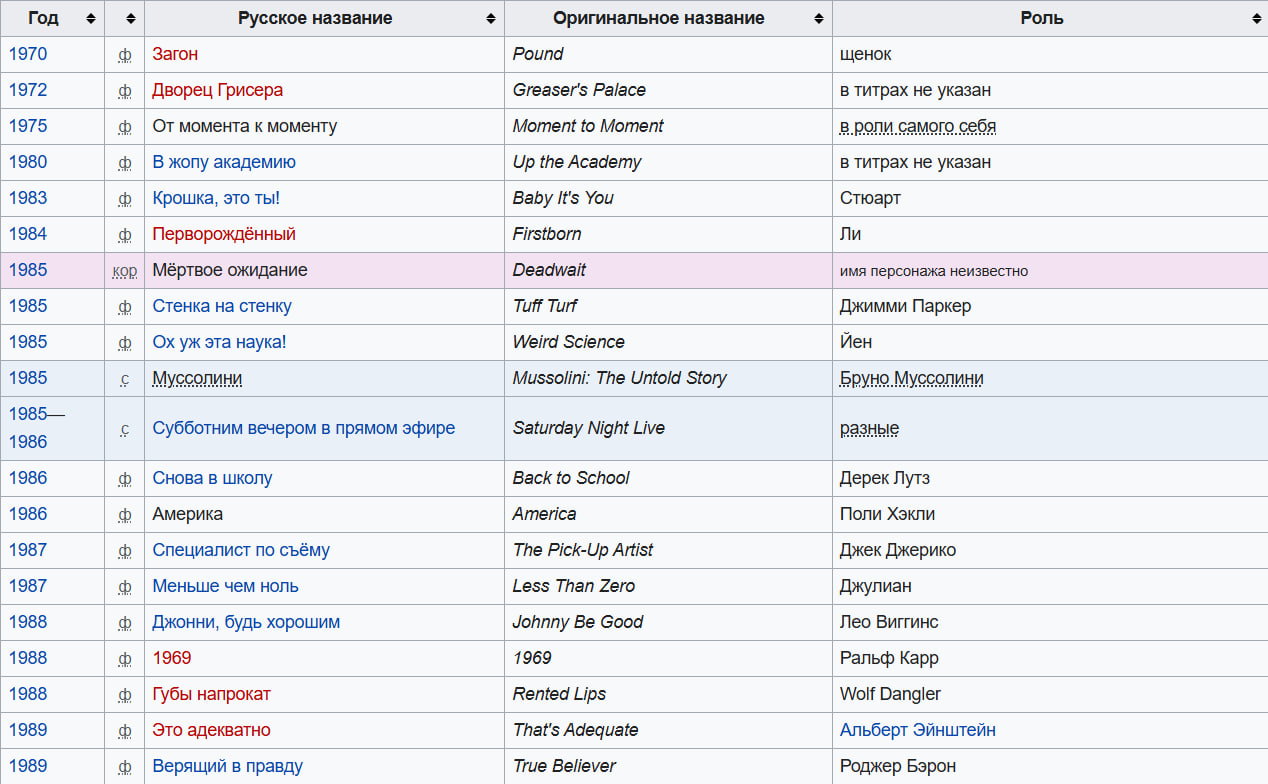 Год Русское название Оригинальное название Роль
1970 ф Загон Pound щенок
1972 ф Дворец Грисера Greaser's Palace в титрах не указан
1975 ф От момента к моменту Moment to Moment в роли самого себя
1980 ф В жопу академию Up the Academy в титрах не указан
1983 ф Крошка, это ты! Baby It's You Стюарт
1984 ф Перворождённый Firstborn Ли
1985 кор Мёртвое ожидание Deadwait имя персонажа неизвестно
1985 ф Стенка на стенку Tuff Turf Джимми Паркер
1985 ф Ох уж эта наука! Weird Science Йен
1985 с Муссолини Mussolini: The Untold Story Бруно Муссолини
1985—
1986 с Субботним вечером в прямом эфире Saturday Night Live разные
1986 ф Снова в школу Back to School Дерек Лутз
1986 ф Америка America Поли Хэкли
1987 ф Специалист по съёму The Pick-Up Artist Джек Джерико
1987 ф Меньше чем ноль Less Than Zero Джулиан
1988 ф Джонни, будь хорошим Johnny Be Good Лео Виггинс
1988 ф 1969 1969 Ральф Карр
1988 ф Губы напрокат Rented Lips Wolf Dangler
1989 ф Это адекватно That's Adequate Альберт Эйнштейн
1989 ф Верящий в правду True Believer Роджер Бэрон